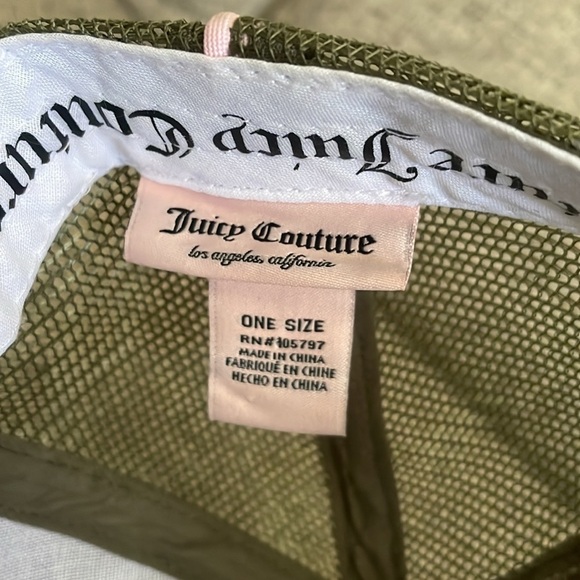 Couture Juicy Couture
Juicy Couture
los angeles, california
ONE SIZE
RN# 105797
MADE IN CHINA
FABRIQUÉ EN CHINE
HECHO EN CHINA